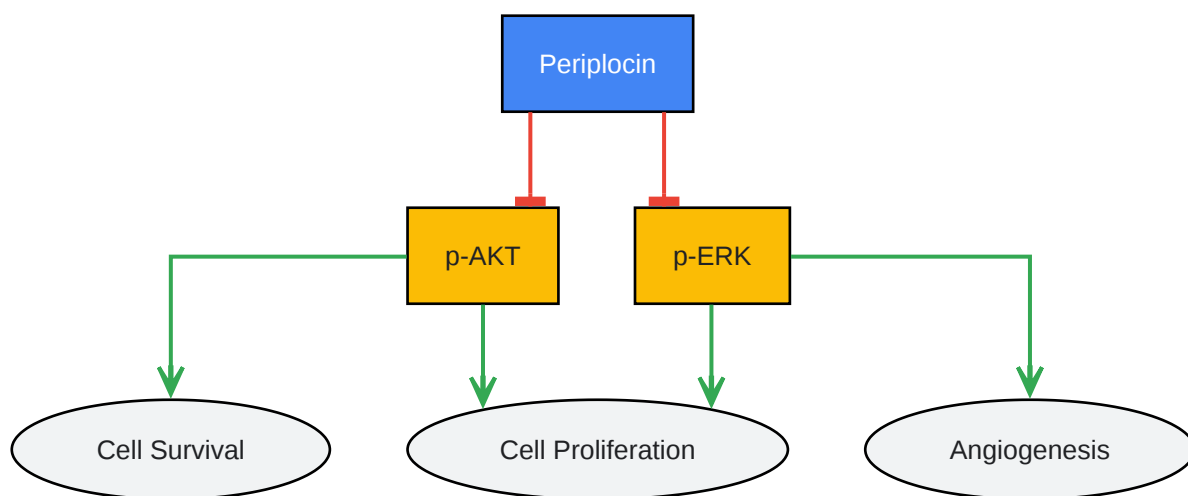 Periplocin
p-AKT
p-ERK
Cell Survival
Cell Proliferation
Angiogenesis